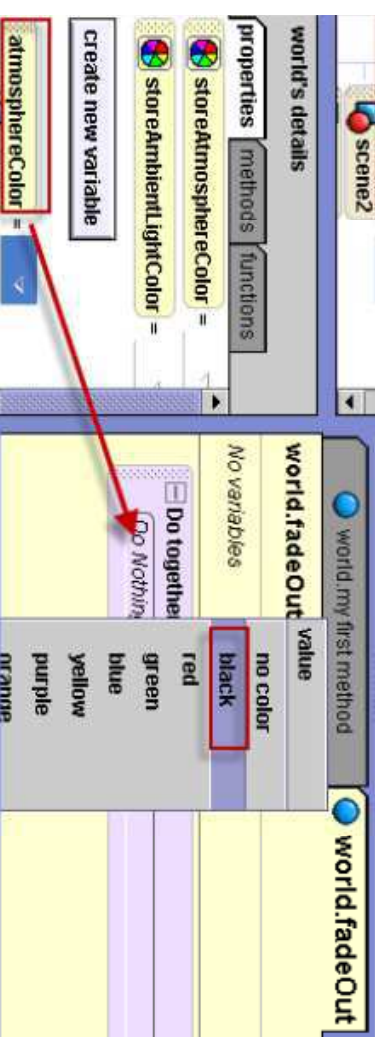 scene2
world's details
properties methods functions
storeAtmosphereColor =
storeAmbientLightColor =
create new variable
atmosphereColor =
world.my first method
world.fadeOut
world.fadeOut
No variables
Do together
Do Nothing
value
no color
black
red
green
blue
yellow
purple
orange